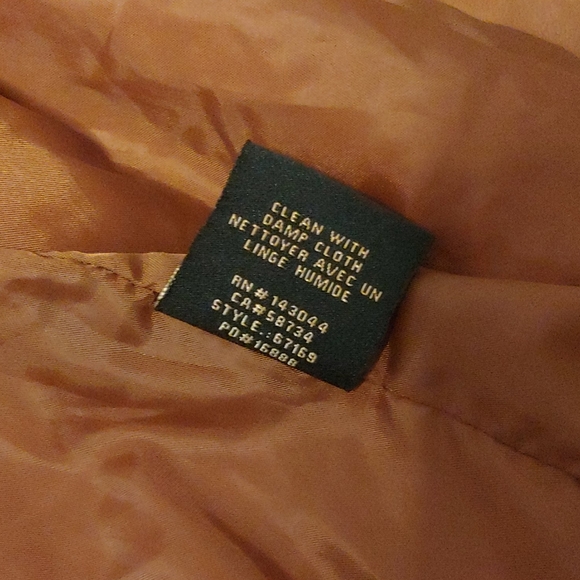 CLEAN WITH
DAMP CLOTH
NETTOYER AVEC UN
LINGE HUMIDE
RN#143044
CA#58734
STYLE.:67169
PO#16888